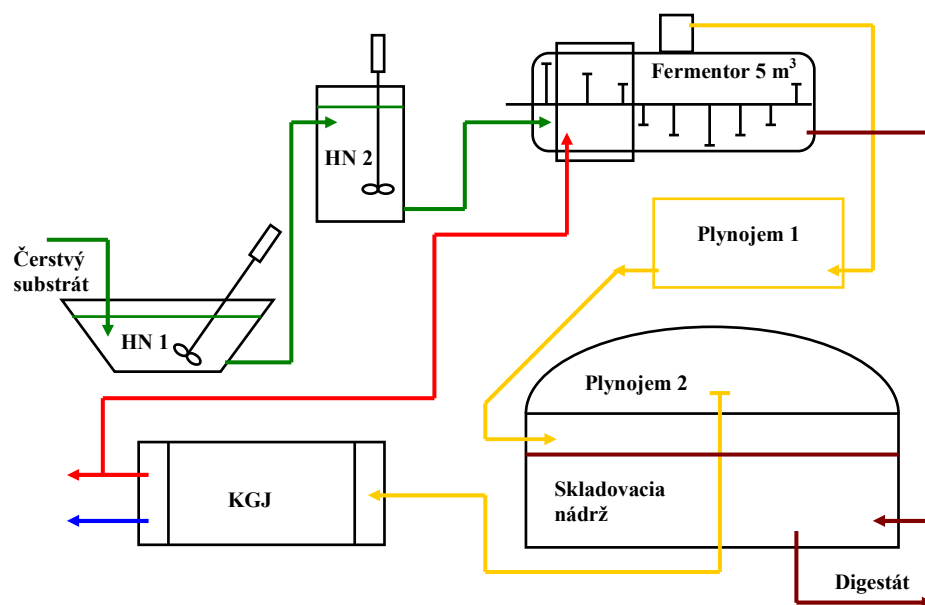 Fermentor 5 m³
HN 2
Čerstvý
substrát
HN 1
Plynojem 1
Plynojem 2
KGJ
Skladovacia
nádrž
Digestát